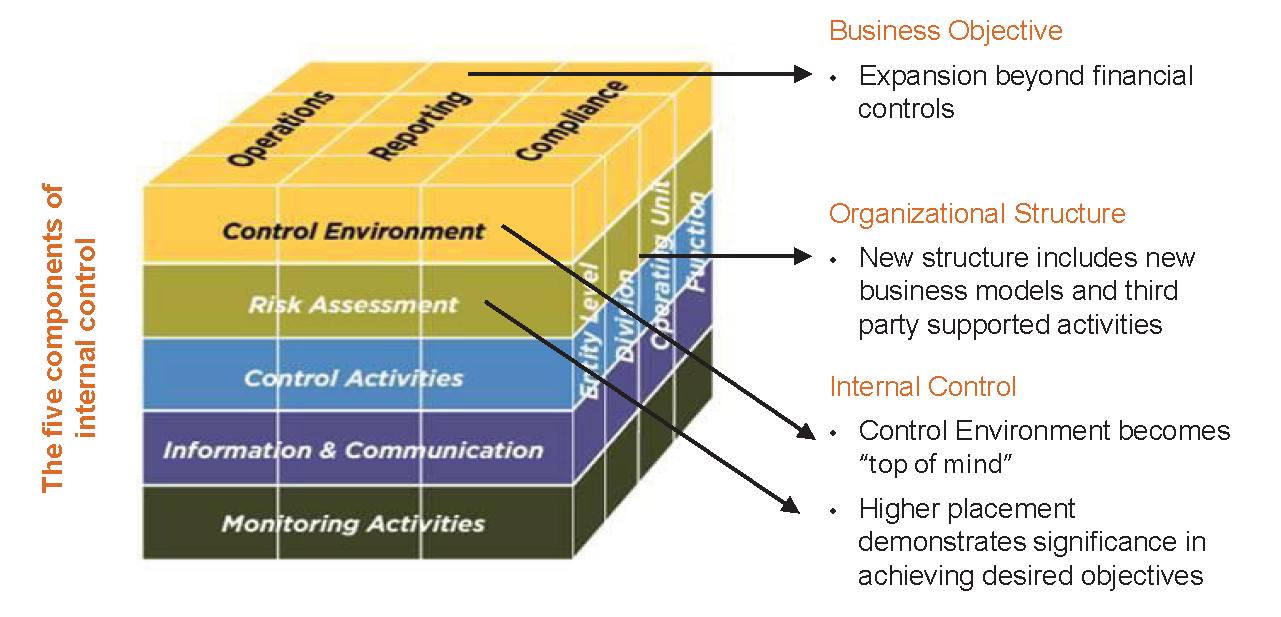 The five components of
internal control
Operations
Reporting
Compliance
Control Environment
Risk Assessment
Control Activities
Information & Communication
Monitoring Activities
Entity Level
Division
Operating Unit
Function
Business Objective
• Expansion beyond financial
controls
Organizational Structure
• New structure includes new
business models and third
party supported activities
Internal Control
• Control Environment becomes
“top of mind”
• Higher placement
demonstrates significance in
achieving desired objectives